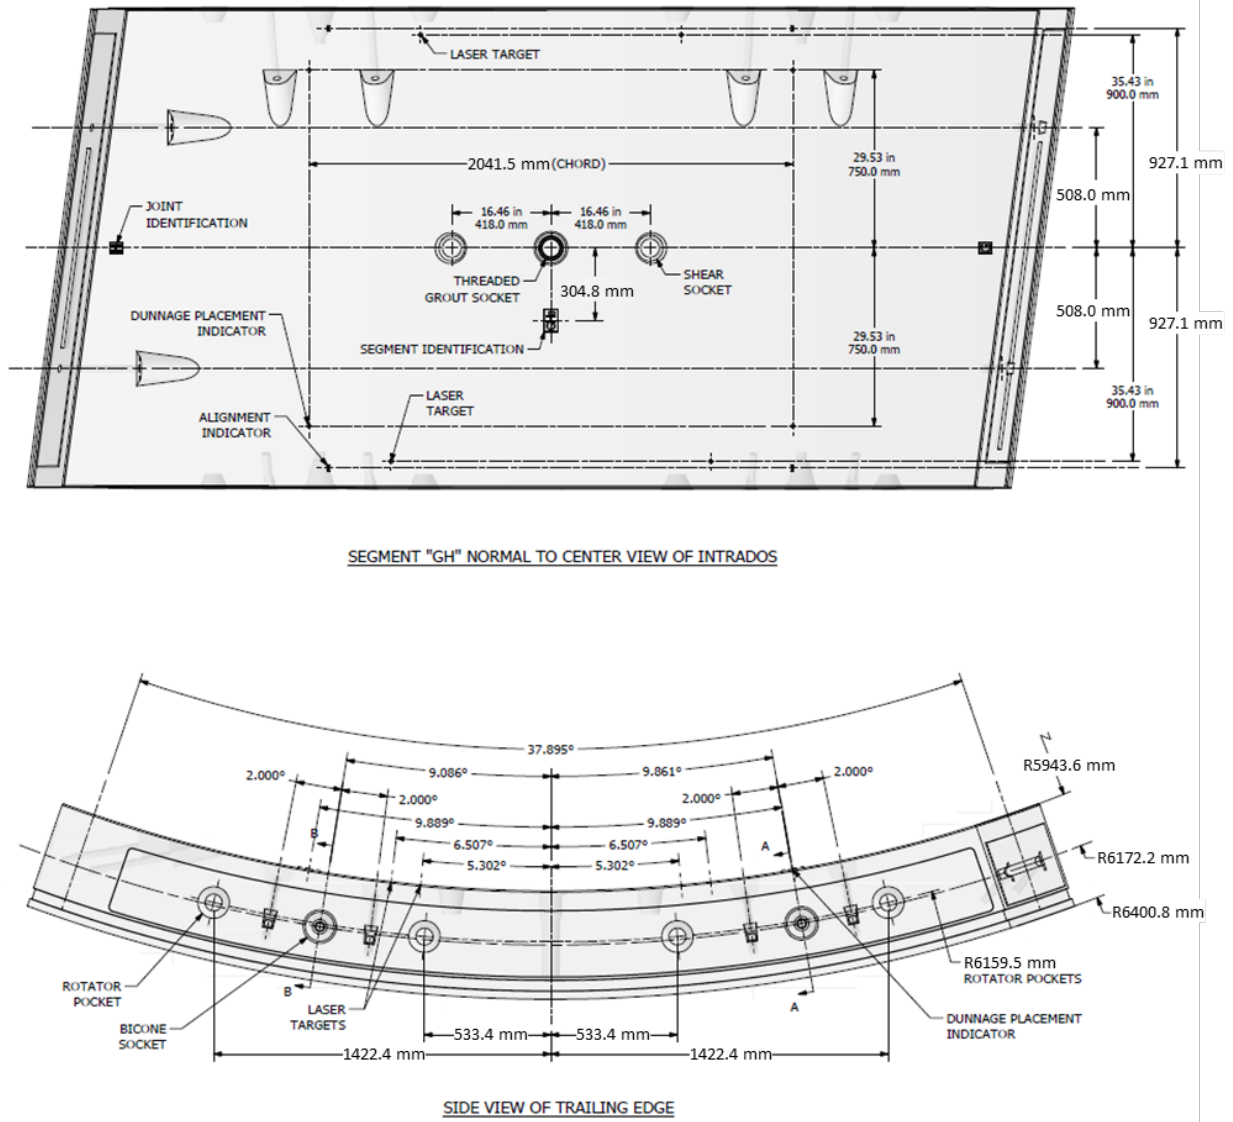 LASER TARGET
35.43 in
900.0 mm
2041.5 mm (CHORD)
29.53 in
750.0 mm
927.1 mm
508.0 mm
JOINT
IDENTIFICATION
16.46 in
418.0 mm
16.46 in
418.0 mm
THREADED
GROUT SOCKET
SHEAR
SOCKET
304.8 mm
DUNNAGE PLACEMENT
INDICATOR
508.0 mm
927.1 mm
SEGMENT IDENTIFICATION
29.53 in
750.0 mm
LASER
TARGET
35.43 in
900.0 mm
ALIGNMENT
INDICATOR
SEGMENT "GH" NORMAL TO CENTER VIEW OF INTRADOS
37.895°
Z
R5943.6 mm
2.000°
9.086°
9.861°
2.000°
2.000°
2.000°
9.889°
9.889°
B
6.507°
6.507°
A
5.302°
5.302°
R6172.2 mm
R6400.8 mm
R6159.5 mm
ROTATOR POCKETS
ROTATOR
POCKET
B
LASER
TARGETS
A
BICONE
SOCKET
DUNNAGE PLACEMENT
INDICATOR
533.4 mm
533.4 mm
1422.4 mm
1422.4 mm
SIDE VIEW OF TRAILING EDGE